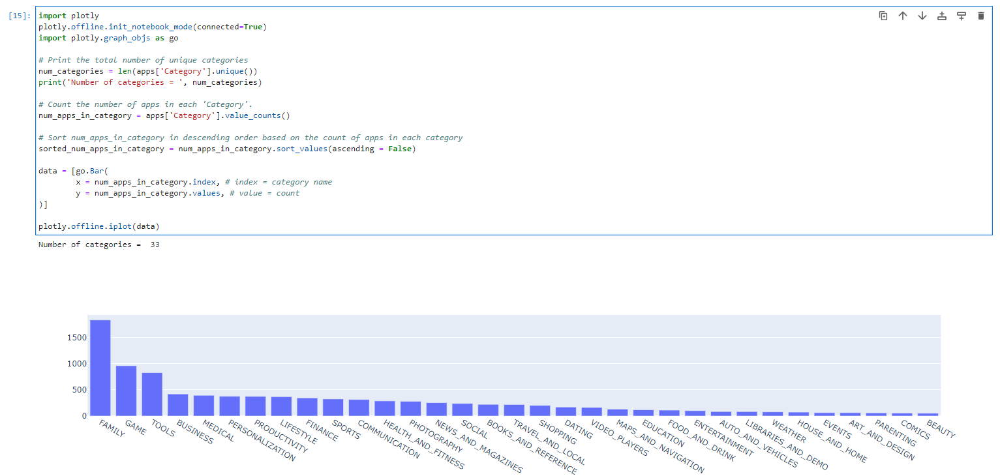 [15]:
import plotly
plotly.offline.init_notebook_mode(connected=True)
import plotly.graph_objs as go

# Print the total number of unique categories
num_categories = len(apps['Category'].unique())
print('Number of categories = ', num_categories)

# Count the number of apps in each 'Category'.
num_apps_in_category = apps['Category'].value_counts()

# Sort num_apps_in_category in descending order based on the count of apps in each category
sorted_num_apps_in_category = num_apps_in_category.sort_values(ascending = False)

data = [go.Bar(
        x = num_apps_in_category.index, # index = category name
        y = num_apps_in_category.values, # value = count
)]

plotly.offline.iplot(data)
Number of categories =  33
1500
1000
500
0
FAMILY
GAME
TOOLS
BUSINESS
MEDICAL
PERSONALIZATION
PRODUCTIVITY
LIFESTYLE
FINANCE
SPORTS
COMMUNICATION
HEALTH_AND_FITNESS
PHOTOGRAPHY
NEWS_AND_MAGAZINES
SOCIAL
BOOKS_AND_REFERENCE
TRAVEL_AND_LOCAL
SHOPPING
DATING
VIDEO_PLAYERS
MAPS_AND_NAVIGATION
EDUCATION
FOOD_AND_DRINK
ENTERTAINMENT
AUTO_AND_VEHICLES
LIBRARIES_AND_DEMO
WEATHER
HOUSE_AND_HOME
EVENTS
ART_AND_DESIGN
PARENTING
COMICS
BEAUTY